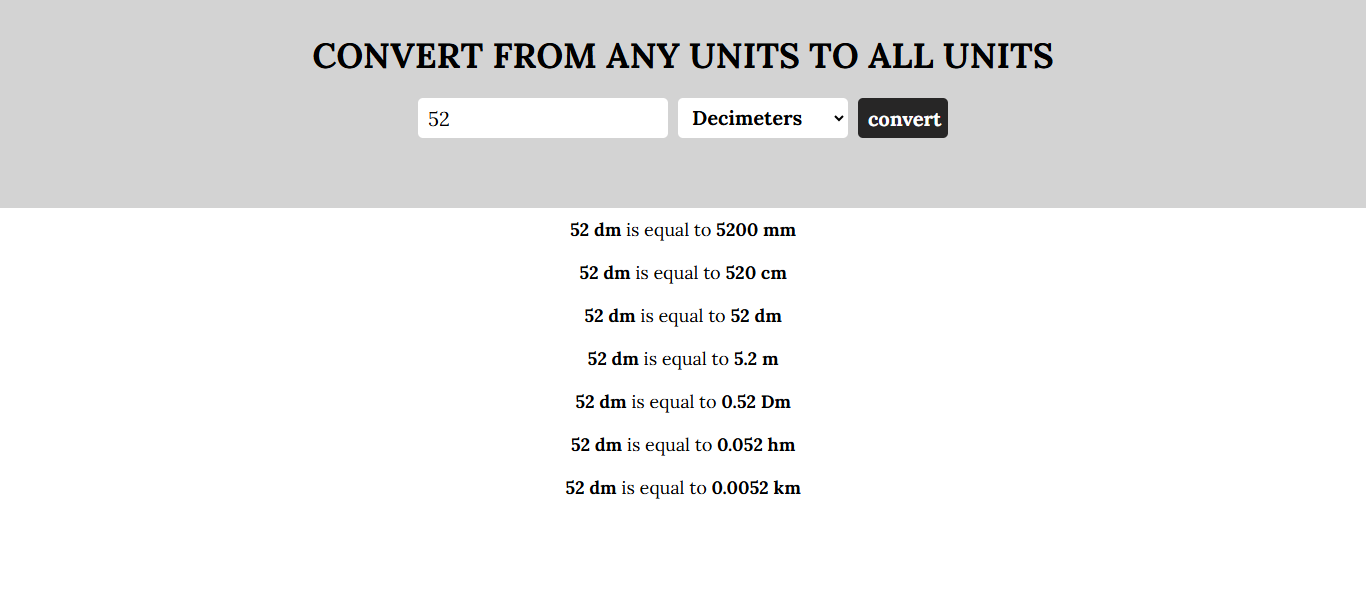 CONVERT FROM ANY UNITS TO ALL UNITS
52 Decimeters convert
52 dm is equal to 5200 mm
52 dm is equal to 520 cm
52 dm is equal to 52 dm
52 dm is equal to 5.2 m
52 dm is equal to 0.52 Dm
52 dm is equal to 0.052 hm
52 dm is equal to 0.0052 km